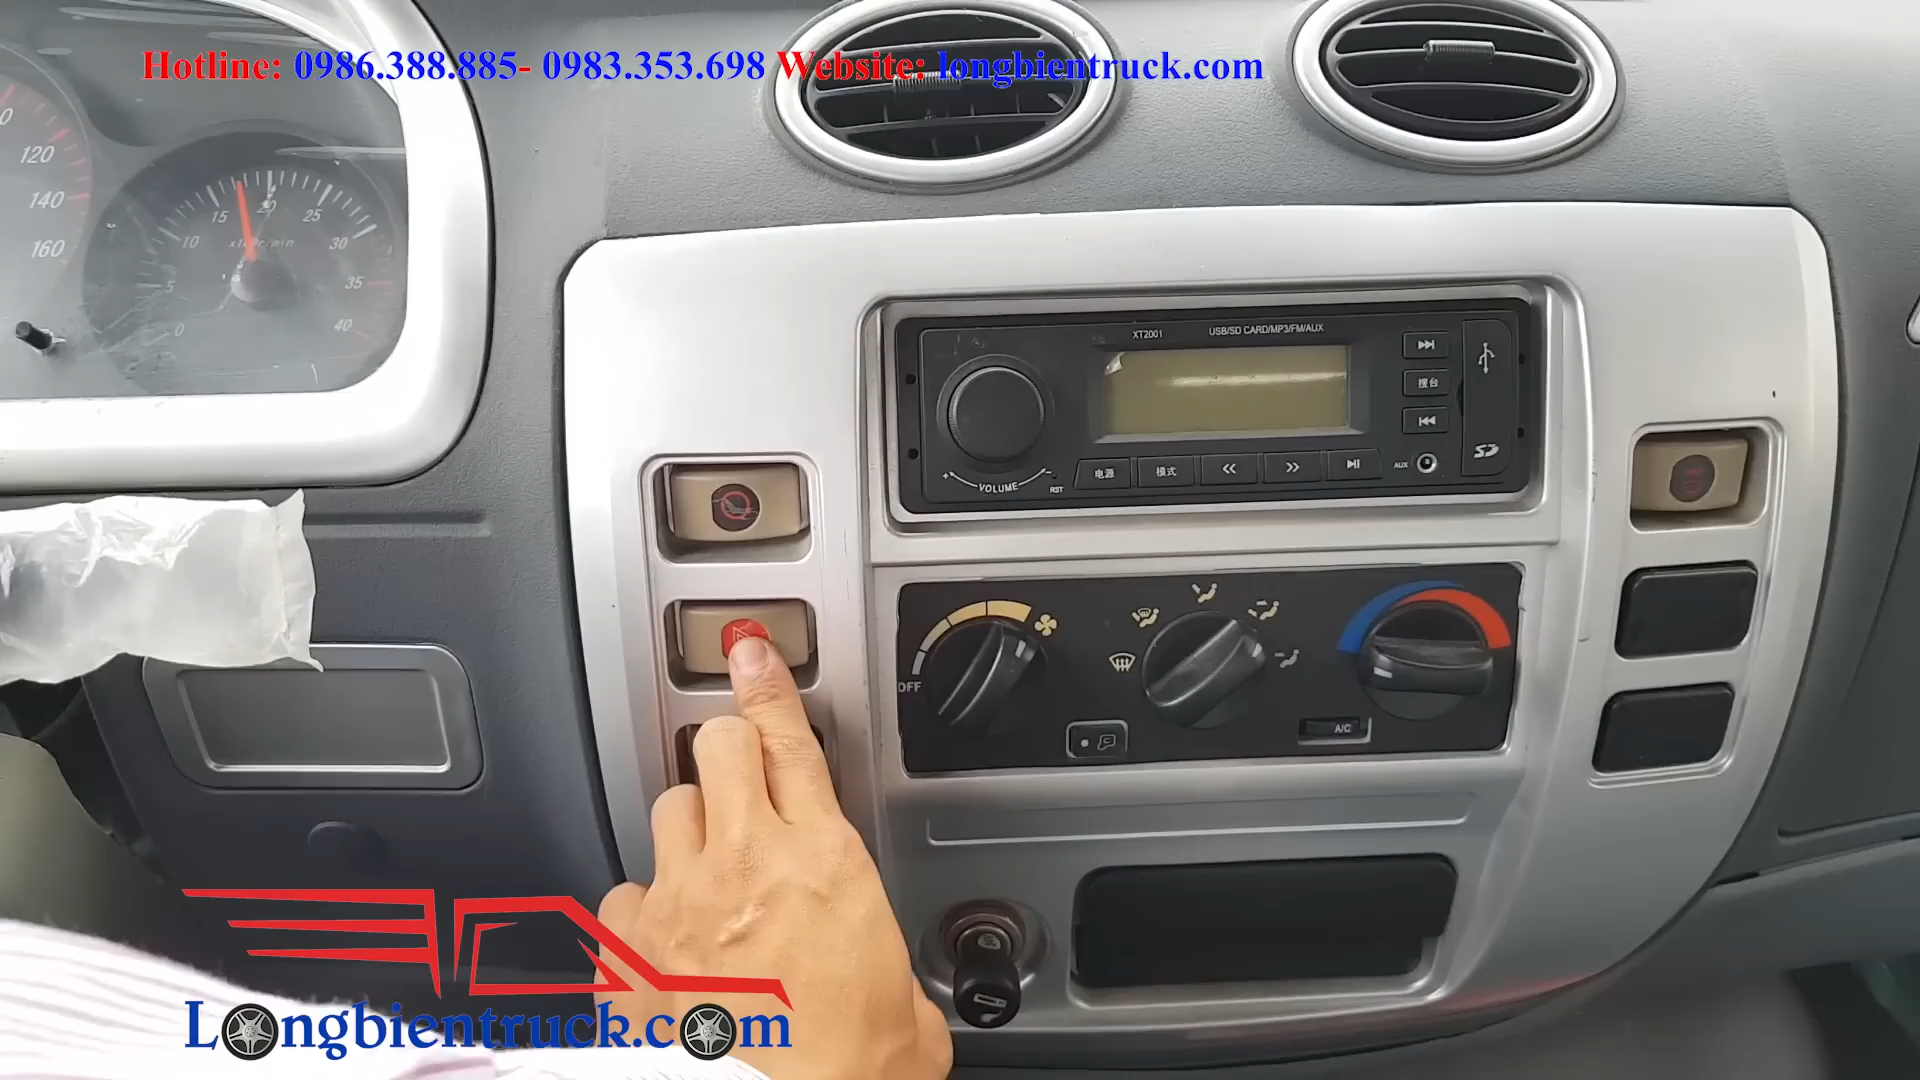 Hotline: 0986.388.885- 0983.353.698 Website: longbientruck.com
120
140
160
0
5
10
15
20
25
30
35
40
XT2001
USB/SD CARD/MP3/FM/AUX
搜台
VOLUME
RST
电源
模式
AUX
OFF
A/C
Longbientruck.com